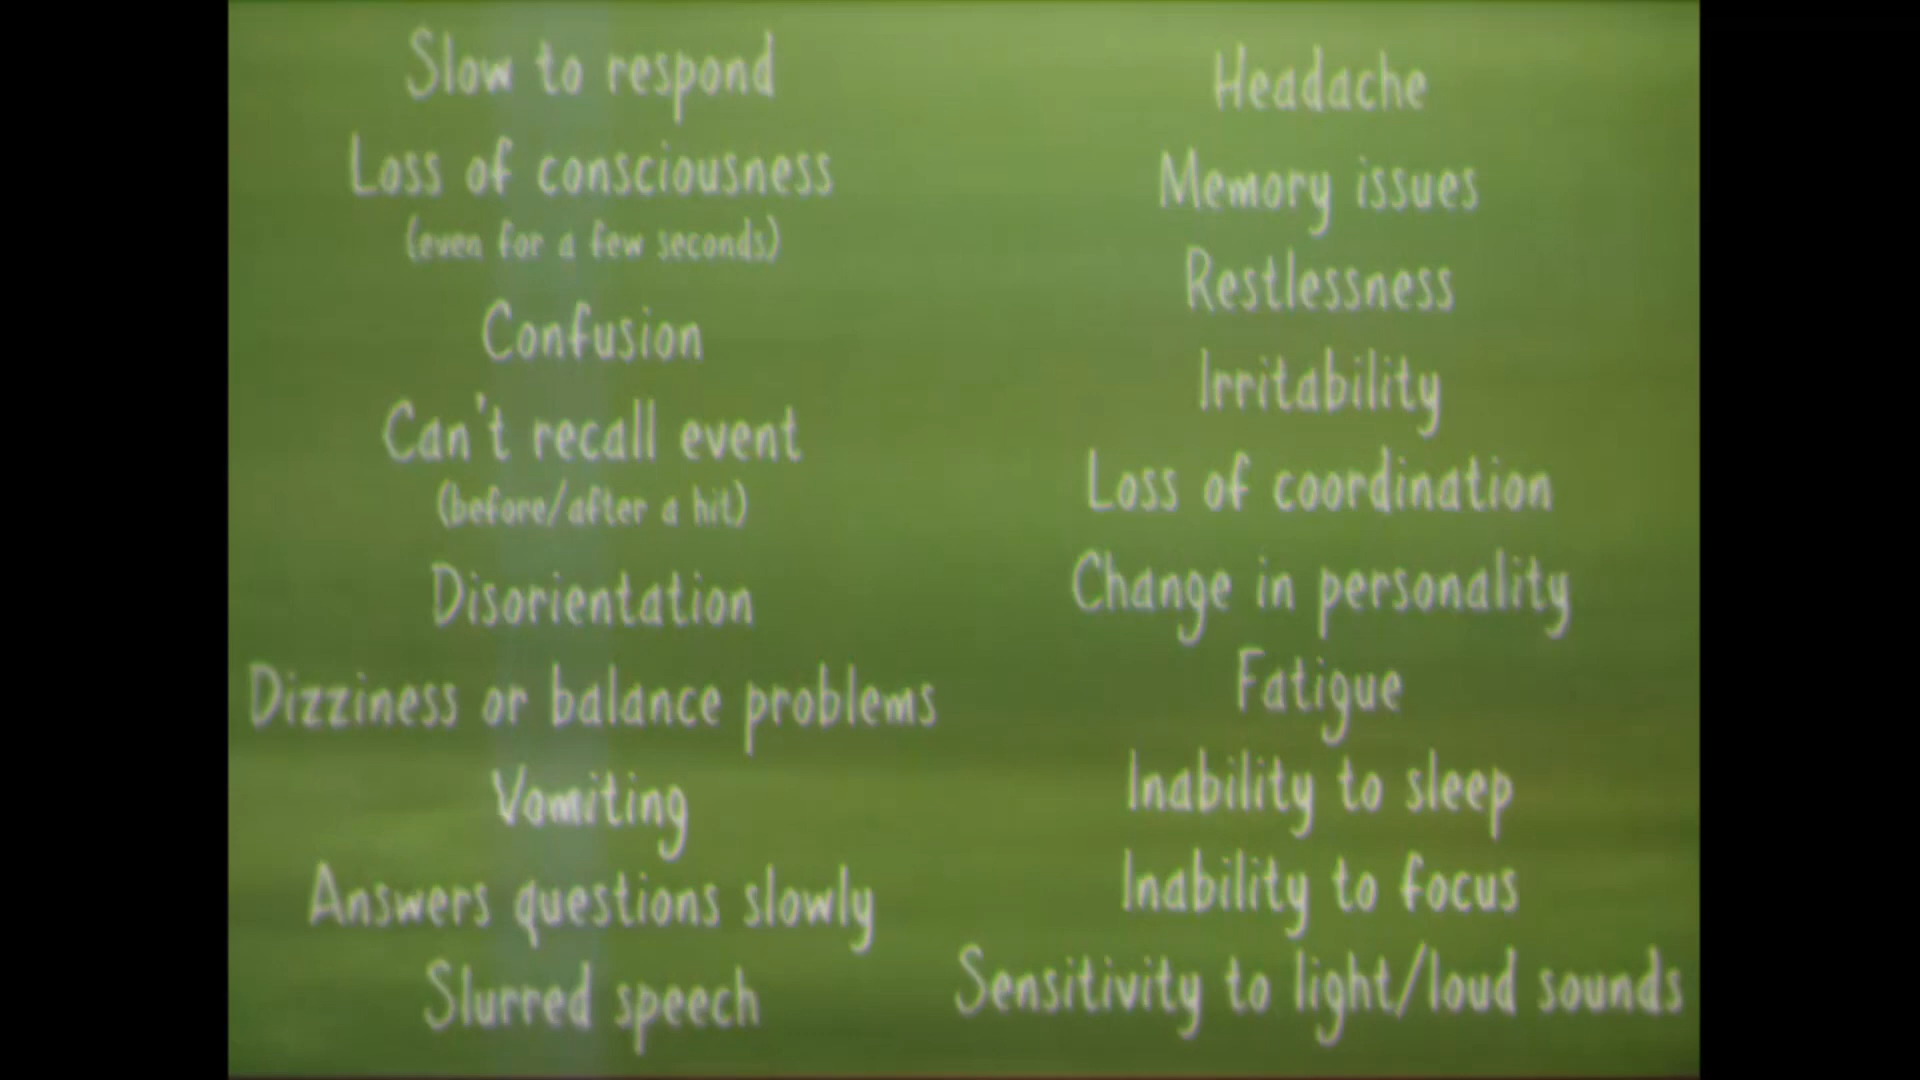 Slow to respond
Loss of consciousness
(even for a few seconds)
Confusion
Can't recall event
(before/after a hit)
Disorientation
Dizziness or balance problems
Vomiting
Answers questions slowly
Slurred speech
Headache
Memory issues
Restlessness
Irritability
Loss of coordination
Change in personality
Fatigue
Inability to sleep
Inability to focus
Sensitivity to light/loud sounds